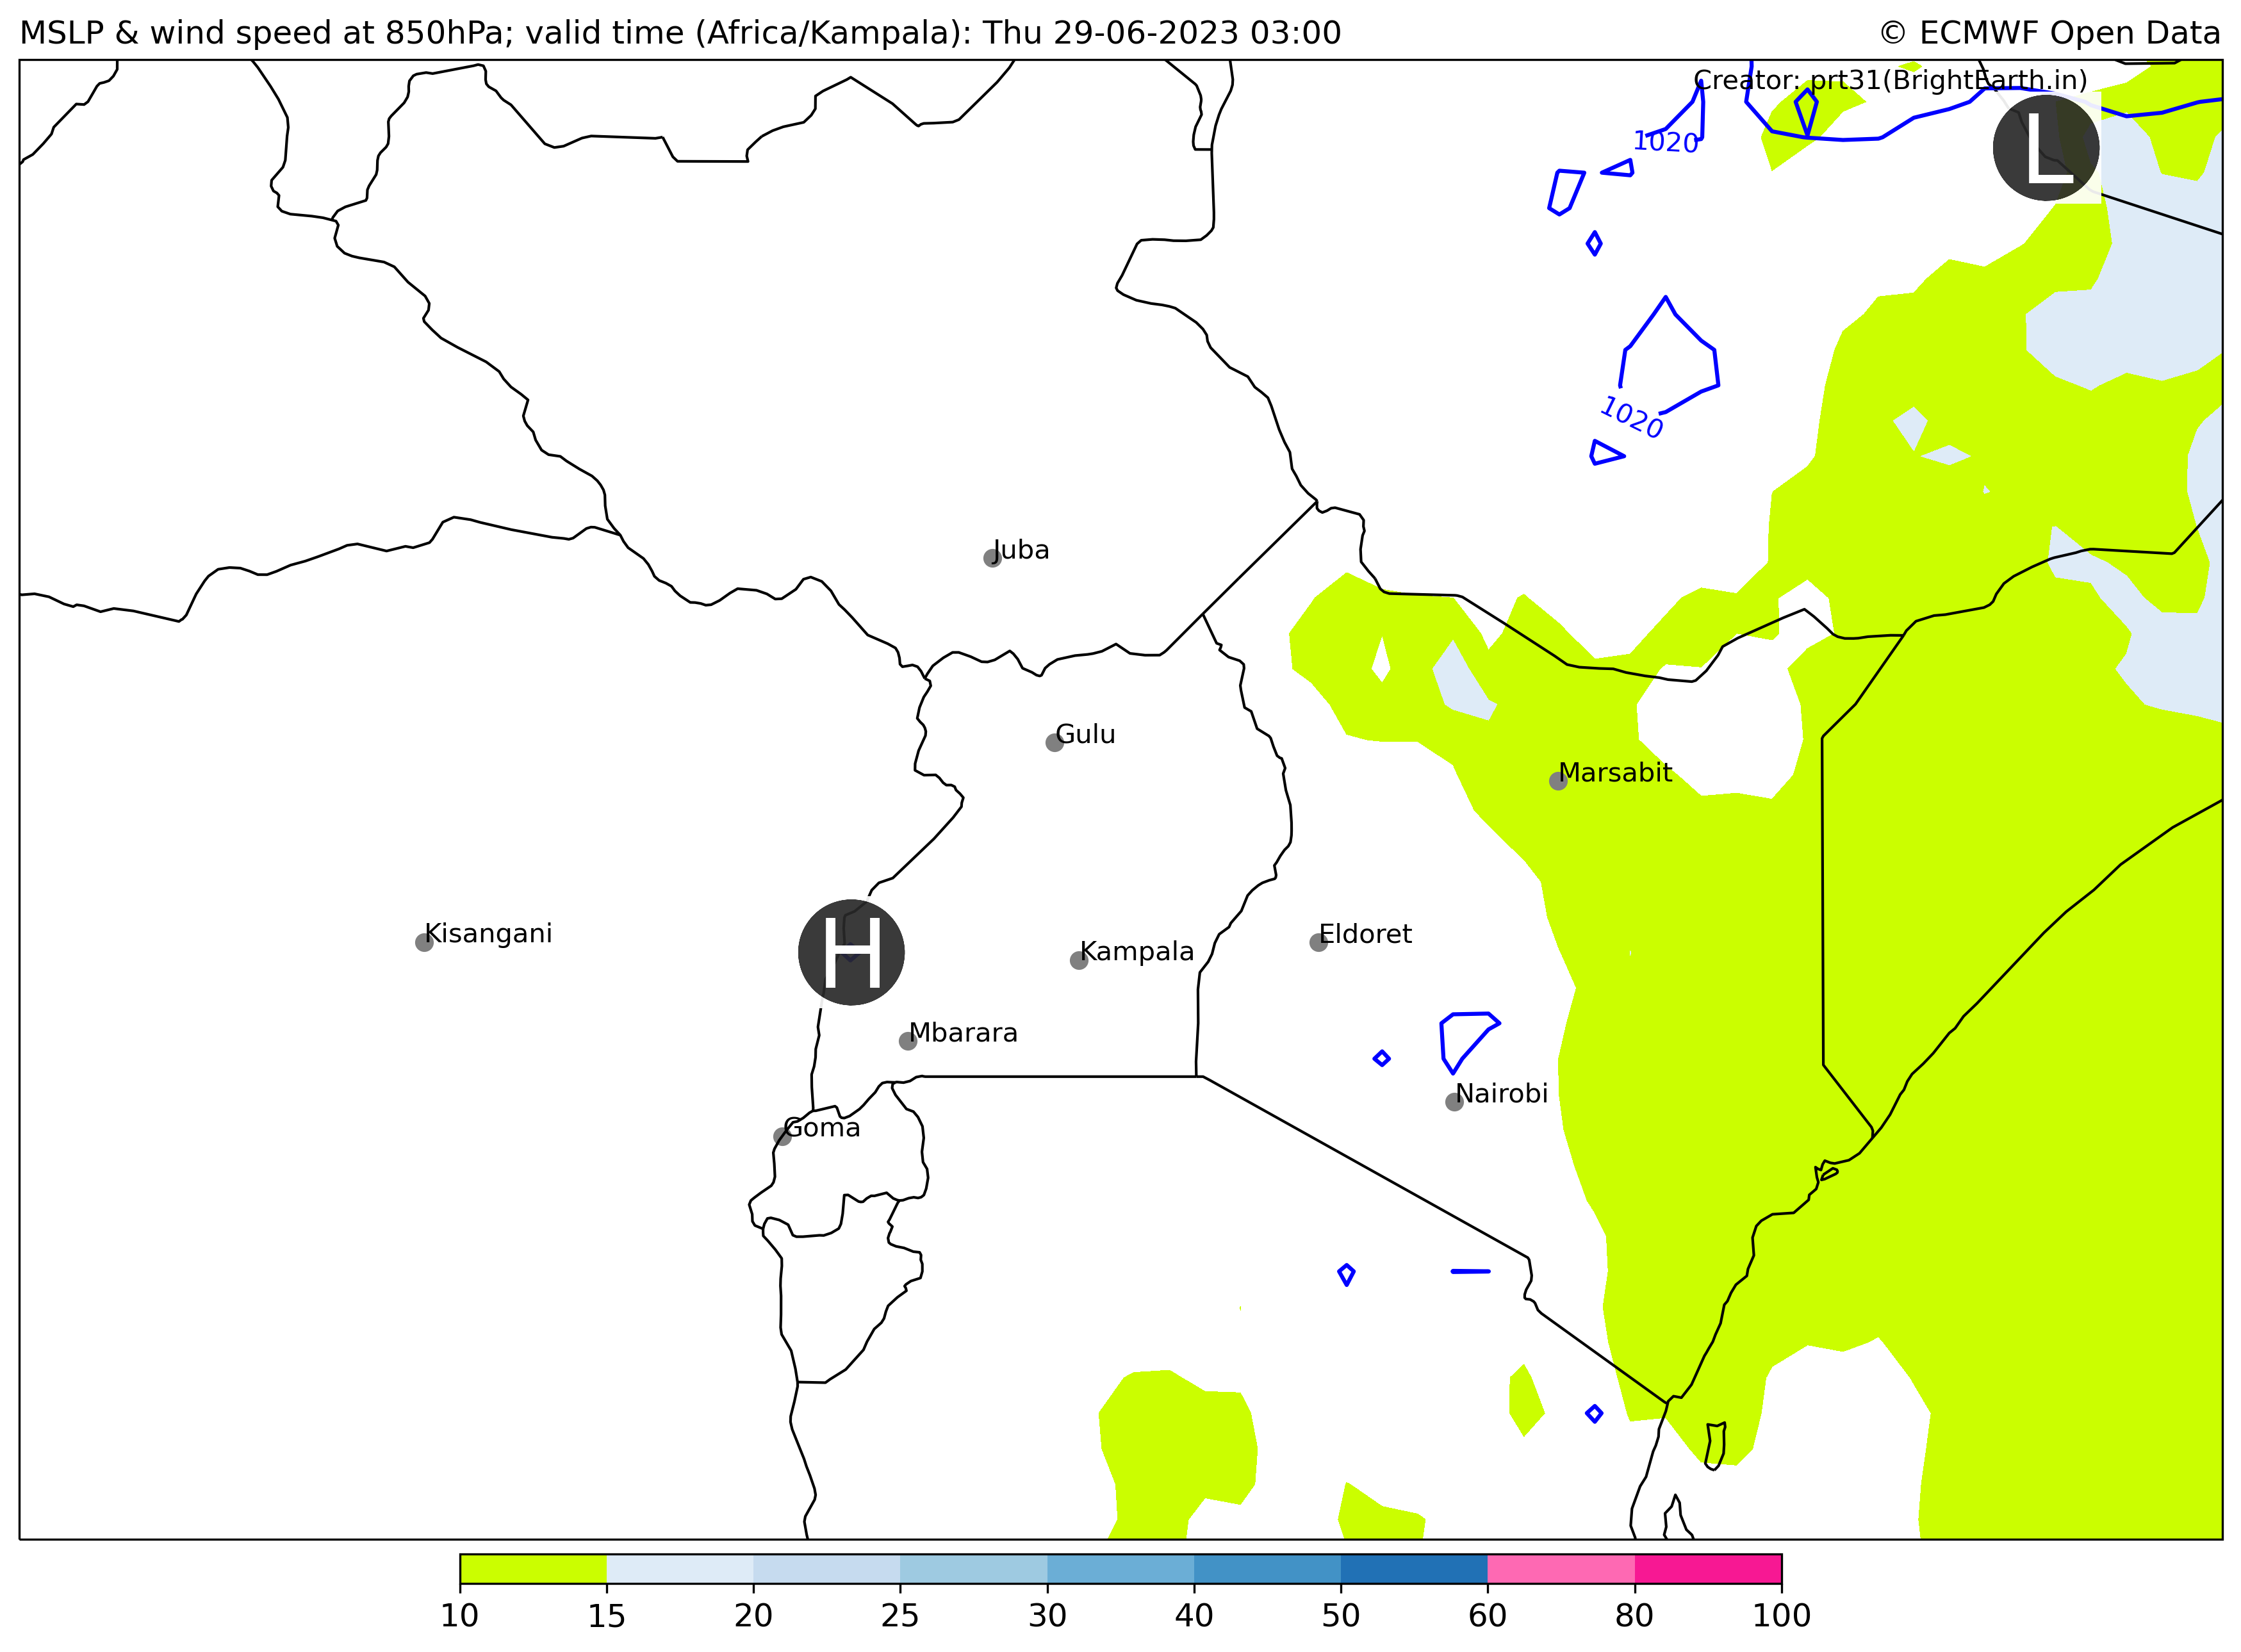 MSLP & wind speed at 850hPa; valid time (Africa/Kampala): Thu 29-06-2023 03:00
© ECMWF Open Data
Creator: prt31(BrightEarth.in)
L
1020
1020
Juba
Gulu
Marsabit
Kisangani
H
Kampala
Eldoret
Mbarara
Nairobi
Goma
10 15 20 25 30 40 50 60 80 100